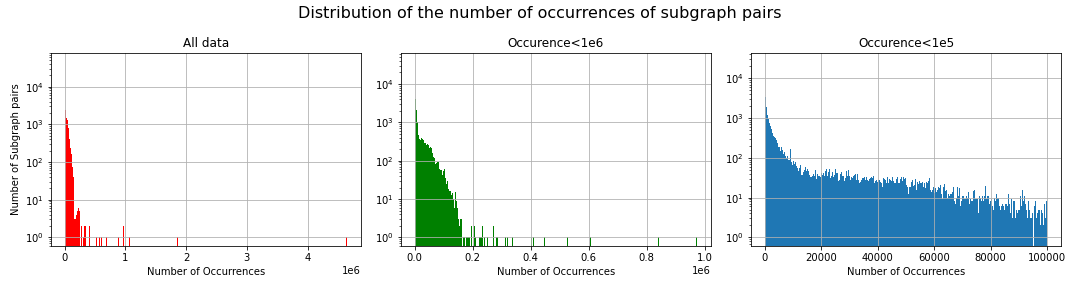 Distribution of the number of occurrences of subgraph pairs
All data
Number of Subgraph pairs
10⁴
10³
10²
10¹
10⁰
0 1 2 3 4
1e6
Number of Occurrences
Occurence<1e6
10⁴
10³
10²
10¹
10⁰
0.0 0.2 0.4 0.6 0.8 1.0
1e6
Number of Occurrences
Occurence<1e5
10⁴
10³
10²
10¹
10⁰
0 20000 40000 60000 80000 100000
Number of Occurrences